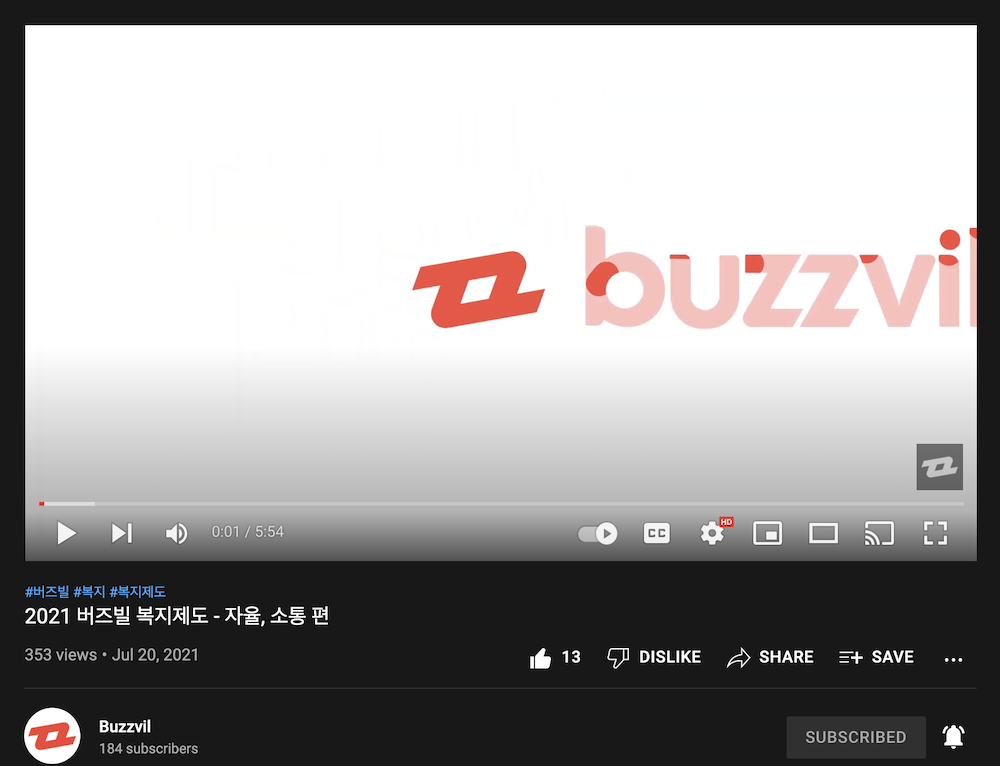 buzzvil
0:01 / 5:54
CC
HD
#버즈빌 #복지 #복지제도
2021 버즈빌 복지제도 - 자율, 소통 편
353 views • Jul 20, 2021
13 DISLIKE SHARE SAVE
Buzzvil
184 subscribers
SUBSCRIBED